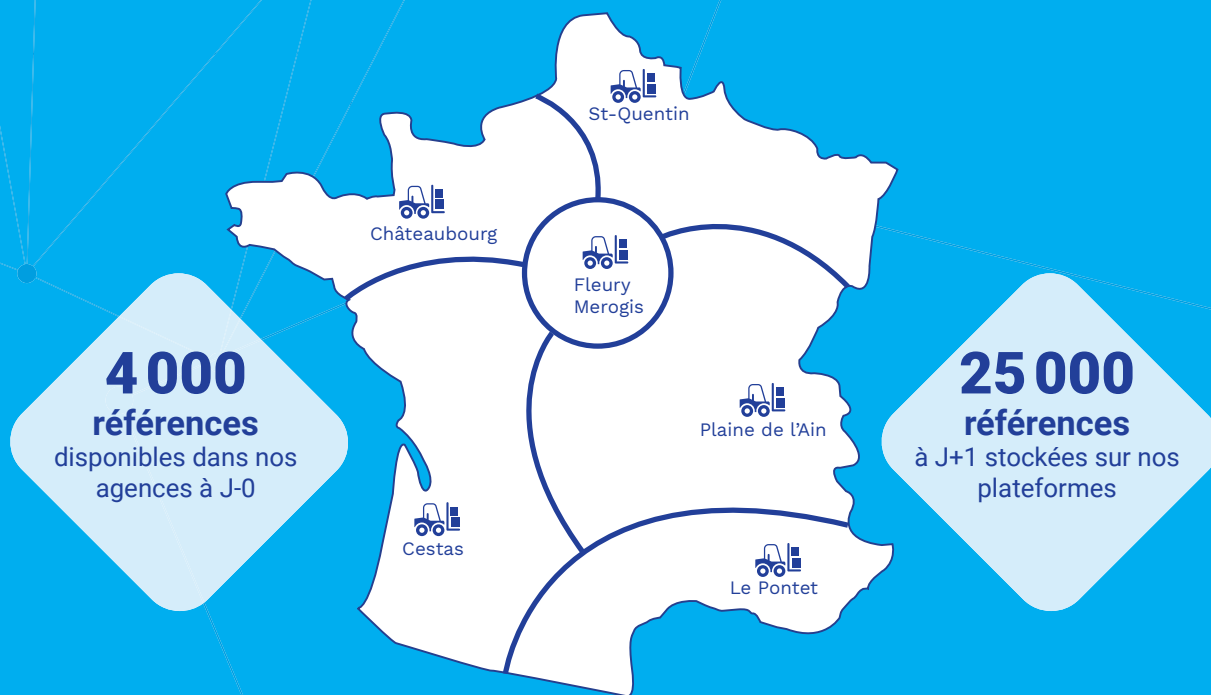 St-Quentin
Châteaubourg
Fleury
Merogis
4 000
références
disponibles dans nos
agences à J-0
25 000
références
à J+1 stockées sur nos
plateformes
Plaine de l’Ain
Cestas
Le Pontet